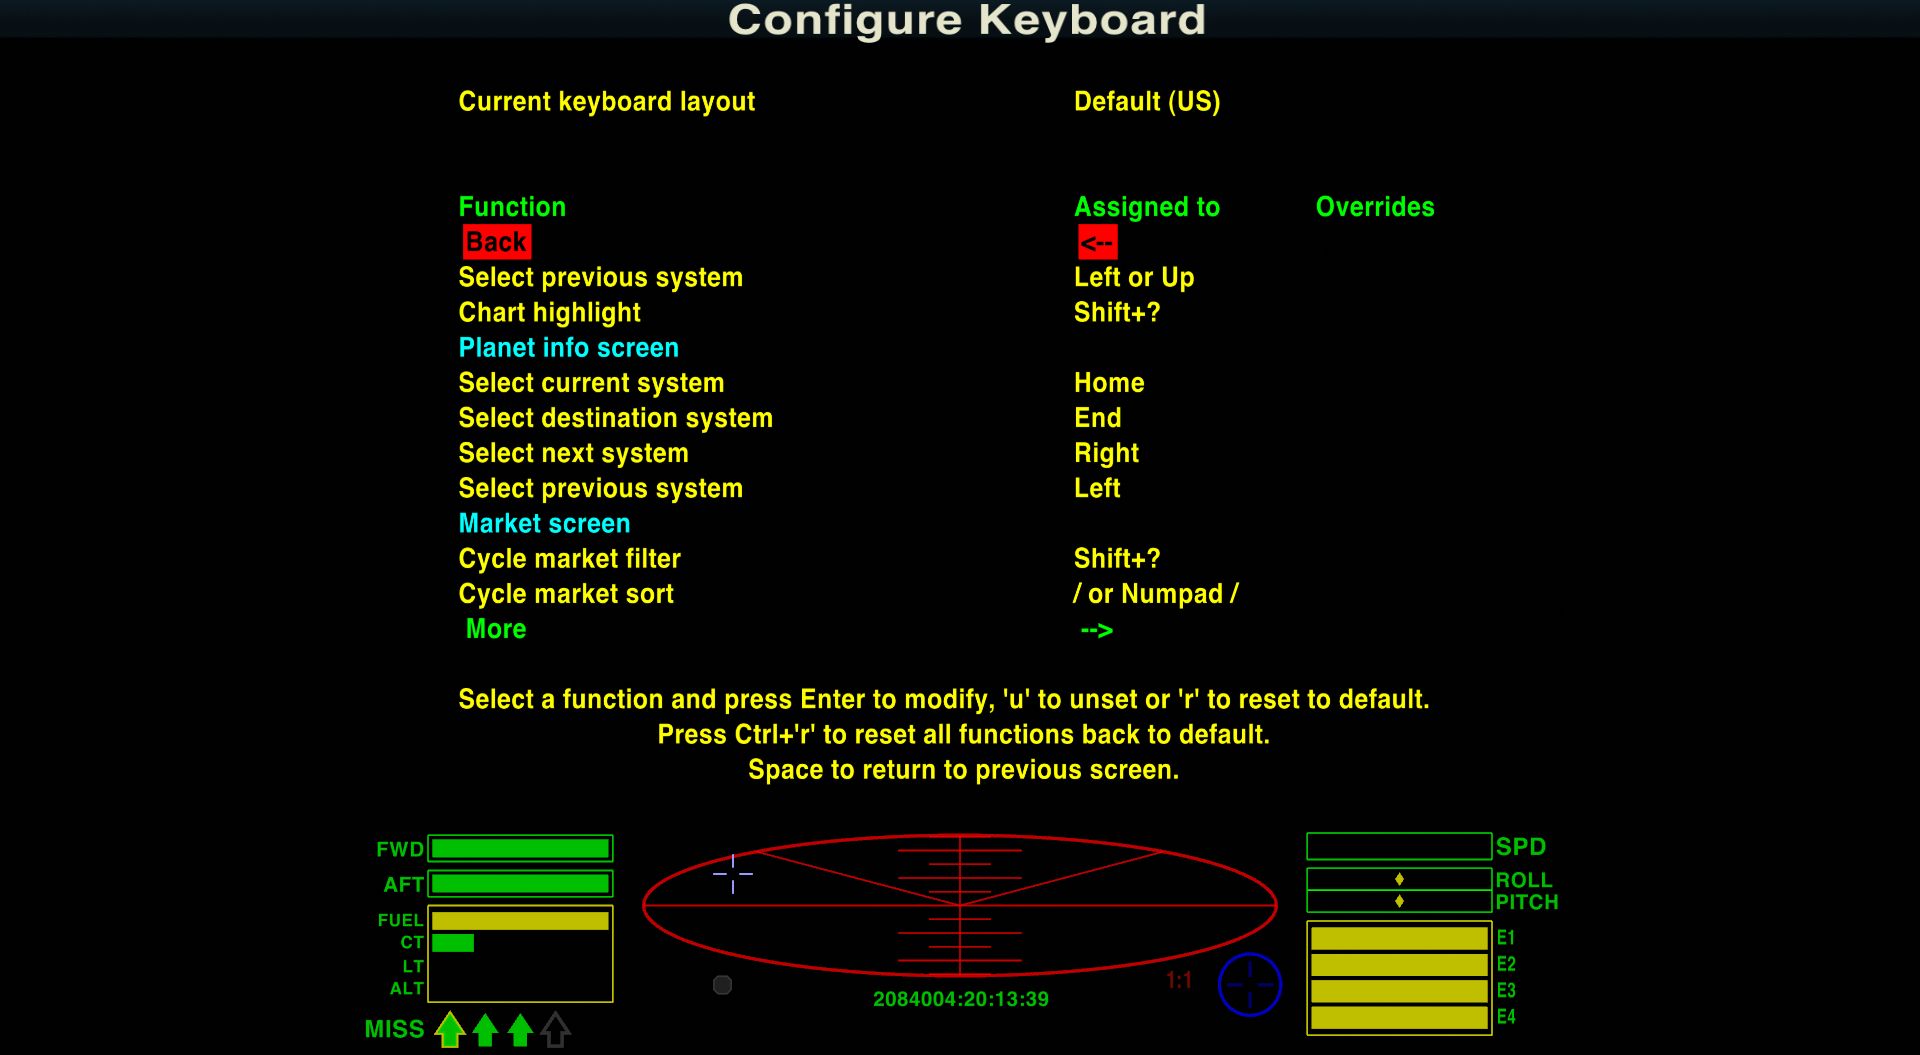 Configure Keyboard
Current keyboard layout Default (US)
Function Assigned to Overrides
Back <--
Select previous system Left or Up
Chart highlight Shift+?
Planet info screen
Select current system Home
Select destination system End
Select next system Right
Select previous system Left
Market screen
Cycle market filter Shift+?
Cycle market sort / or Numpad /
More -->
Select a function and press Enter to modify, 'u' to unset or 'r' to reset to default.
Press Ctrl+'r' to reset all functions back to default.
Space to return to previous screen.
FWD
AFT
FUEL
CT
LT
ALT
MISS
1:1
2084004:20:13:39
SPD
ROLL
PITCH
E1
E2
E3
E4